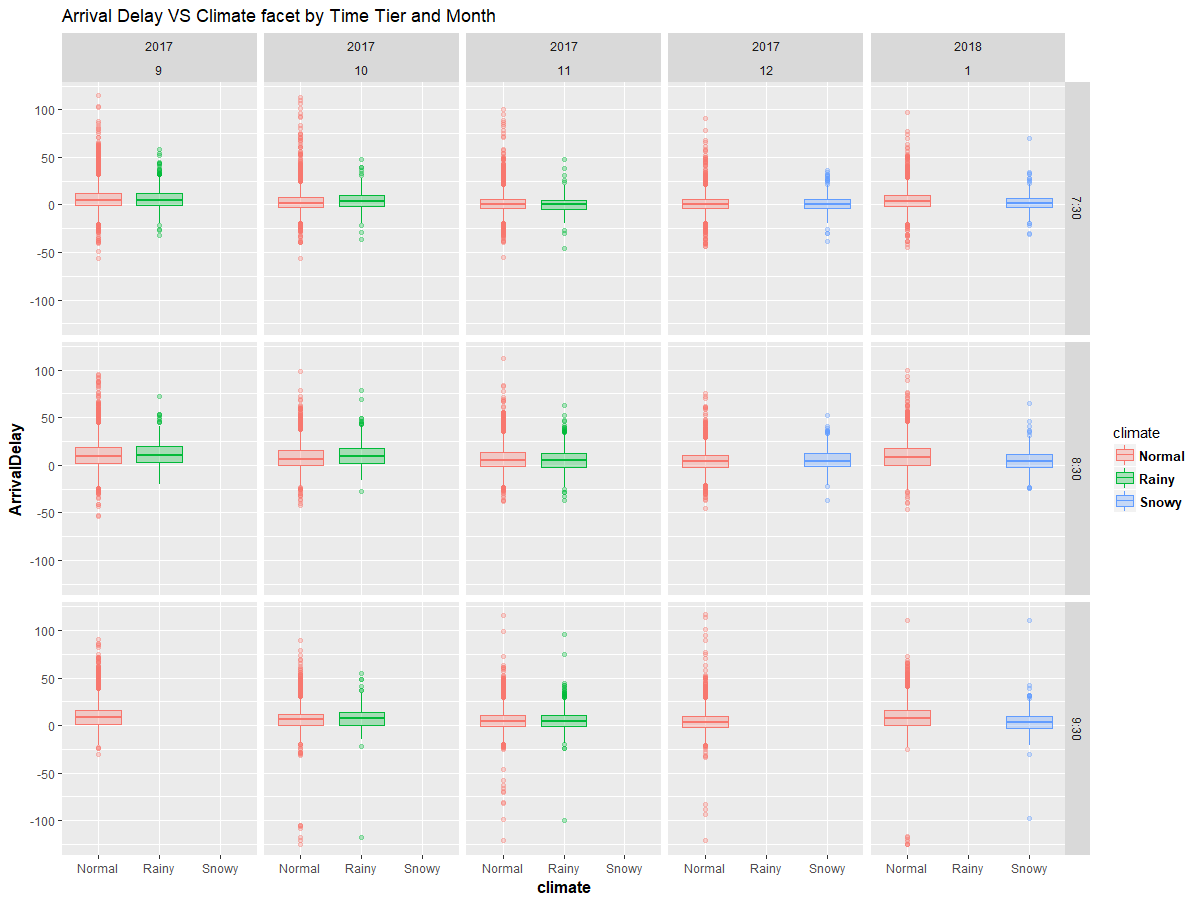 Arrival Delay VS Climate facet by Time Tier and Month
2017 2017 2017 2017 2018
9 10 11 12 1
100
50
0
-50
-100
7:30
100
50
0
-50
-100
8:30
100
50
0
-50
-100
9:30
ArrivalDelay
Normal Rainy Snowy Normal Rainy Snowy Normal Rainy Snowy Normal Rainy Snowy Normal Rainy Snowy
climate
climate
Normal
Rainy
Snowy